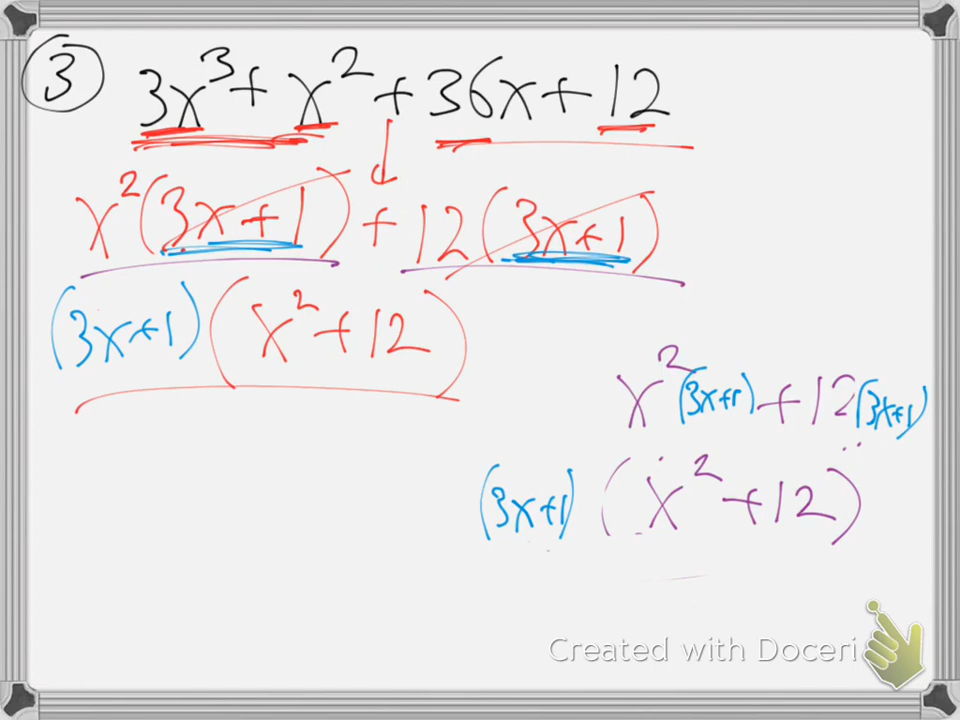 ③ 3x³ + x² + 36x + 12
x²(3x+1) + 12(3x+1)
(3x+1)(x²+12)
x²(3x+1) + 12(3x+1)
(3x+1)(x²+12)
Created with Doceri